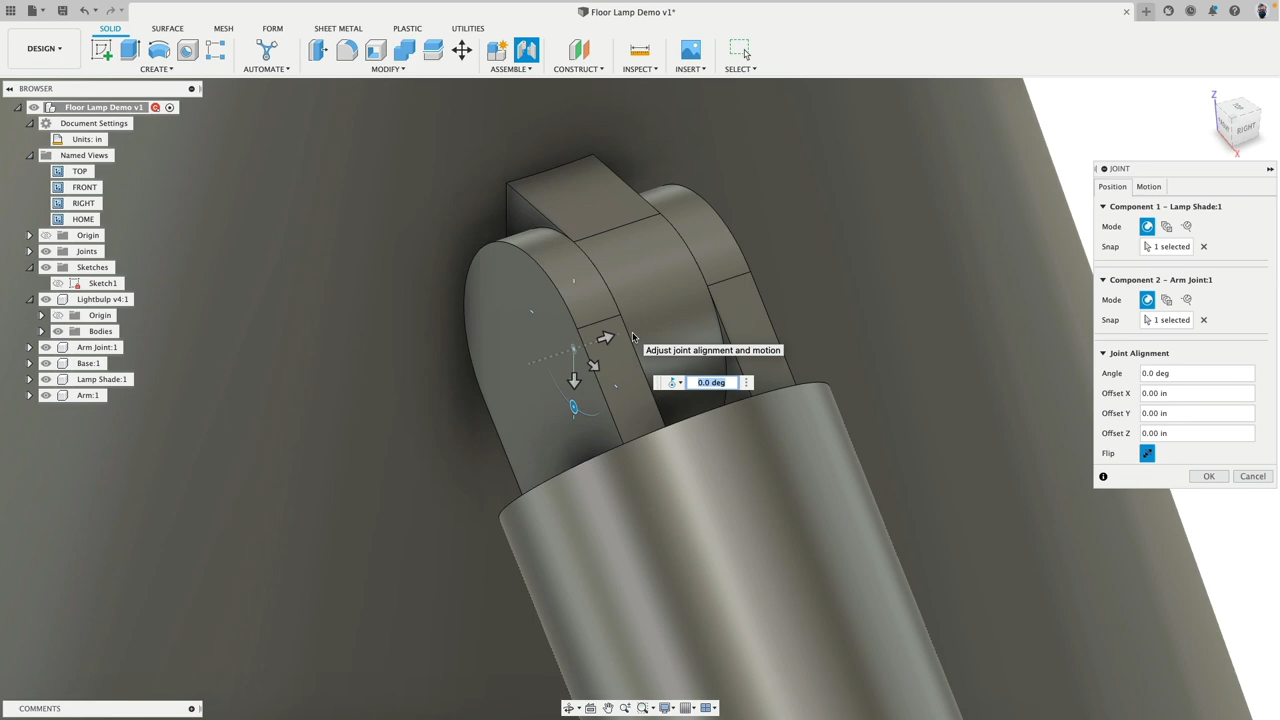 Floor Lamp Demo v1*
SOLID SURFACE MESH FORM SHEET METAL PLASTIC UTILITIES
DESIGN
CREATE AUTOMATE MODIFY ASSEMBLE CONSTRUCT INSPECT INSERT SELECT
BROWSER
Floor Lamp Demo v1
Document Settings
Units: in
Named Views
TOP
FRONT
RIGHT
HOME
Origin
Joints
Sketches
Sketch1
Lightbulp v4:1
Origin
Bodies
Arm Joint:1
Base:1
Lamp Shade:1
Arm:1
Adjust joint alignment and motion
0.0 deg
Z
TOP
FRONT
RIGHT
X
JOINT
Position Motion
Component 1 - Lamp Shade:1
Mode
Snap 1 selected
Component 2 - Arm Joint:1
Mode
Snap 1 selected
Joint Alignment
Angle 0.0 deg
Offset X 0.00 in
Offset Y 0.00 in
Offset Z 0.00 in
Flip
OK Cancel
COMMENTS